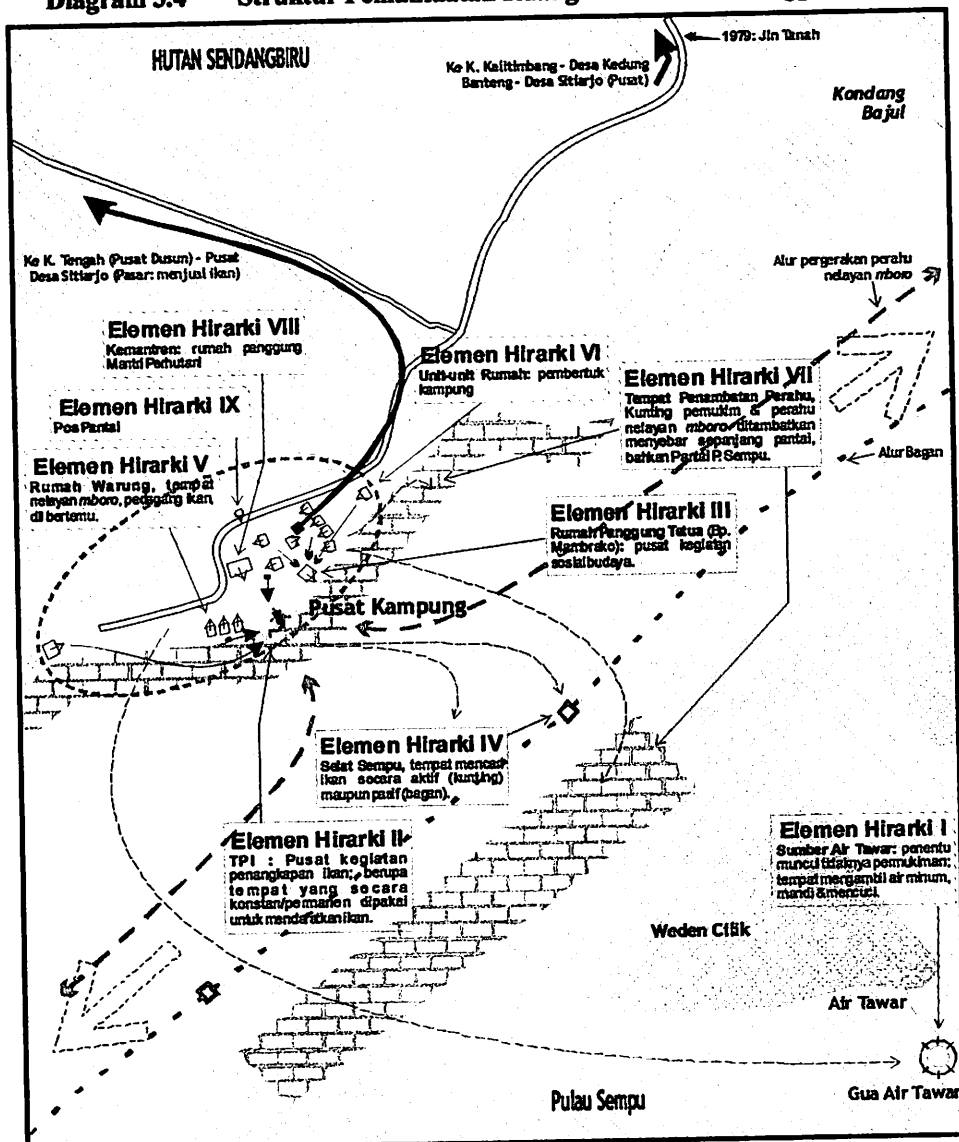 Diagram 3.4 Struktur
HUTAN SENDANGBIRU
1979: Jln Tanah
Ke K. Kalitimbang - Desa Kedung
Banteng - Desa Sitiarjo (Pusat)
Kondang
Bajul
Ke K. Tengah (Pusat Dusun) - Pusat
Desa Sitiarjo (Pasar: menjual ikan)
Alur pergerakan perahu
nelayan mboro
Elemen Hirarki VIII
Kemantren: rumah panggung
Mantri Perhutani
Elemen Hirarki VI
Unit-unit Rumah: pembentuk
kampung
Elemen Hirarki VII
Tempat Penambatan Perahu,
Kunting pemukim & perahu
nelayan mboro ditambatkan
menyebar sepanjang pantai,
bahkan Pantai P. Sempu.
Elemen Hirarki IX
Pos Pantai
Alur Bagan
Elemen Hirarki V
Rumah Warung, tempat
nelayan mboro, pedagang ikan,
dll bertemu.
Elemen Hirarki III
Rumah Panggung Tetua (Bp.
Mambrako): pusat kegiatan
sosial budaya.
Pusat Kampung
Elemen Hirarki IV
Selat Sempu, tempat mencari
ikan secara aktif (kunting)
maupun pasif (bagan).
Elemen Hirarki II
TPI : Pusat kegiatan
penangkapan ikan; berupa
tempat yang secara
konstan/permanen dipakai
untuk mendaratkan ikan.
Elemen Hirarki I
Sumber Air Tawar: penentu
muncul tidaknya permukiman;
tempat mengambil air minum,
mandi & mencuci.
Weden Cilik
Air Tawar
Gua Air Tawar
Pulau Sempu